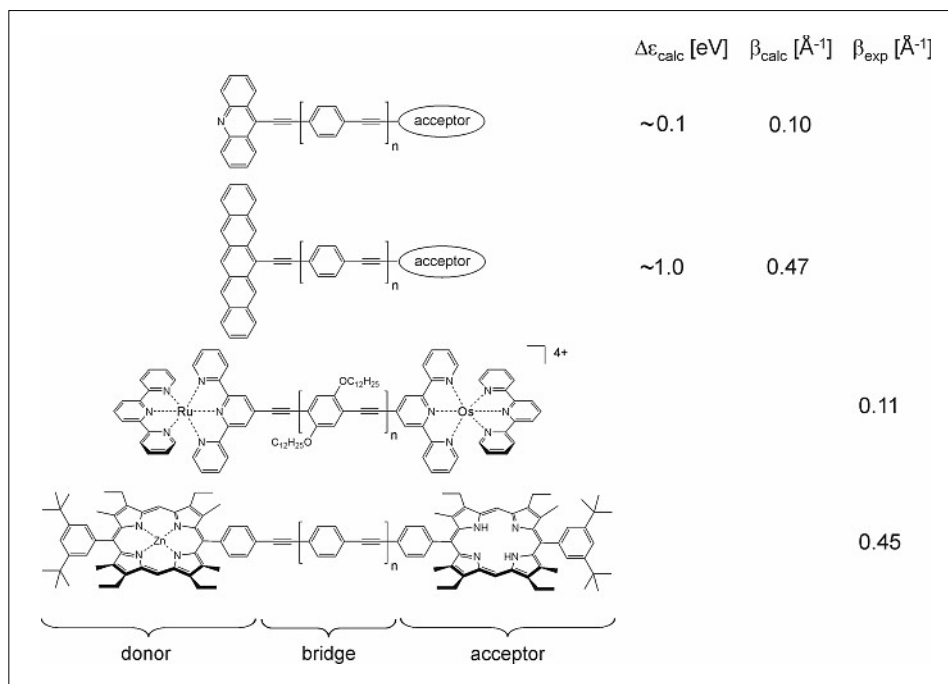 Δε_calc [eV] β_calc [Å⁻¹] β_exp [Å⁻¹]
N acceptor n ~0.1 0.10
acceptor n ~1.0 0.47
4+
N N OC₁₂H₂₅ N N
N Ru N n N Os N 0.11
N N C₁₂H₂₅O N N
N N NH N
Zn 0.45
N N n N HN
donor bridge acceptor